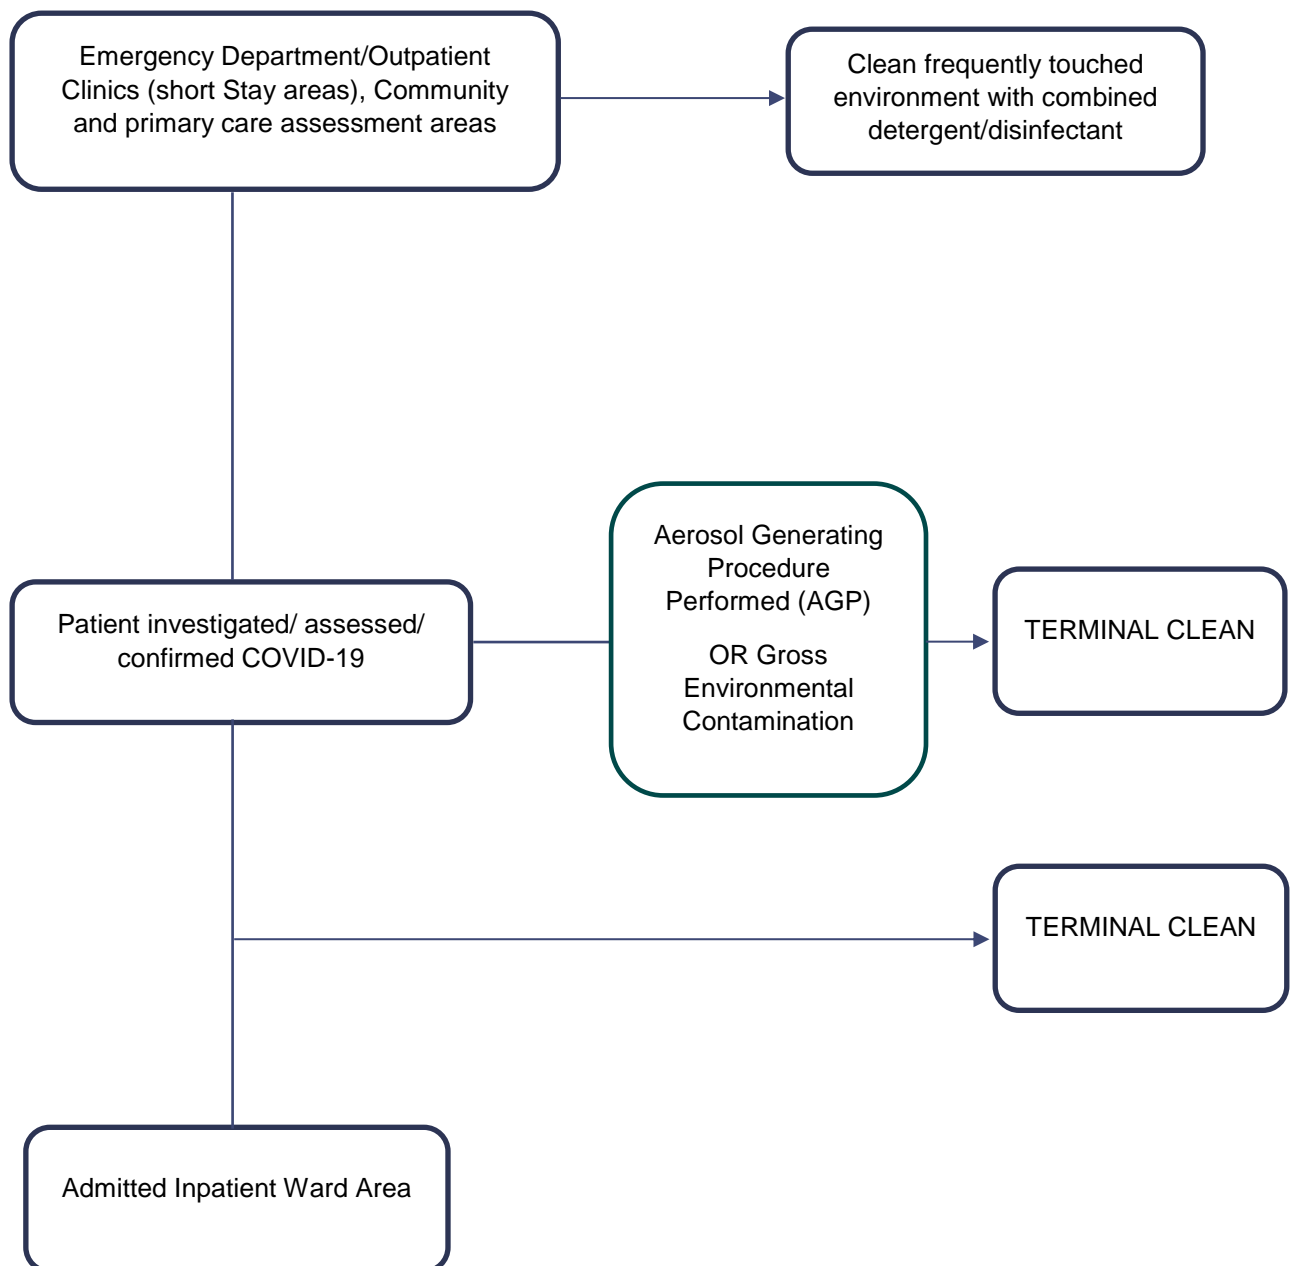 Emergency Department/Outpatient
Clinics (short Stay areas), Community
and primary care assessment areas
Clean frequently touched
environment with combined
detergent/disinfectant
Patient investigated/ assessed/
confirmed COVID-19
Aerosol Generating
Procedure
Performed (AGP)
OR Gross
Environmental
Contamination
TERMINAL CLEAN
TERMINAL CLEAN
Admitted Inpatient Ward Area